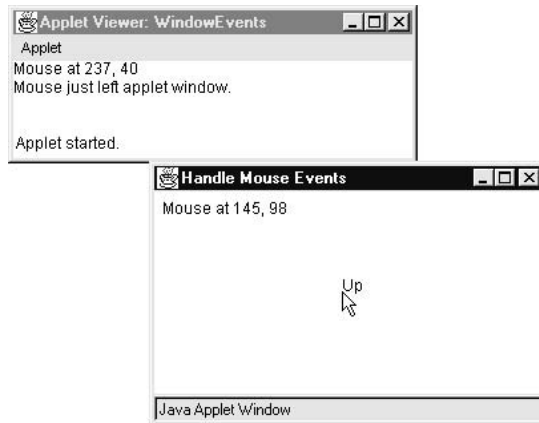 Applet Viewer: WindowEvents
Applet
Mouse at 237, 40
Mouse just left applet window.
Applet started.
Handle Mouse Events
Mouse at 145, 98
Up
Java Applet Window